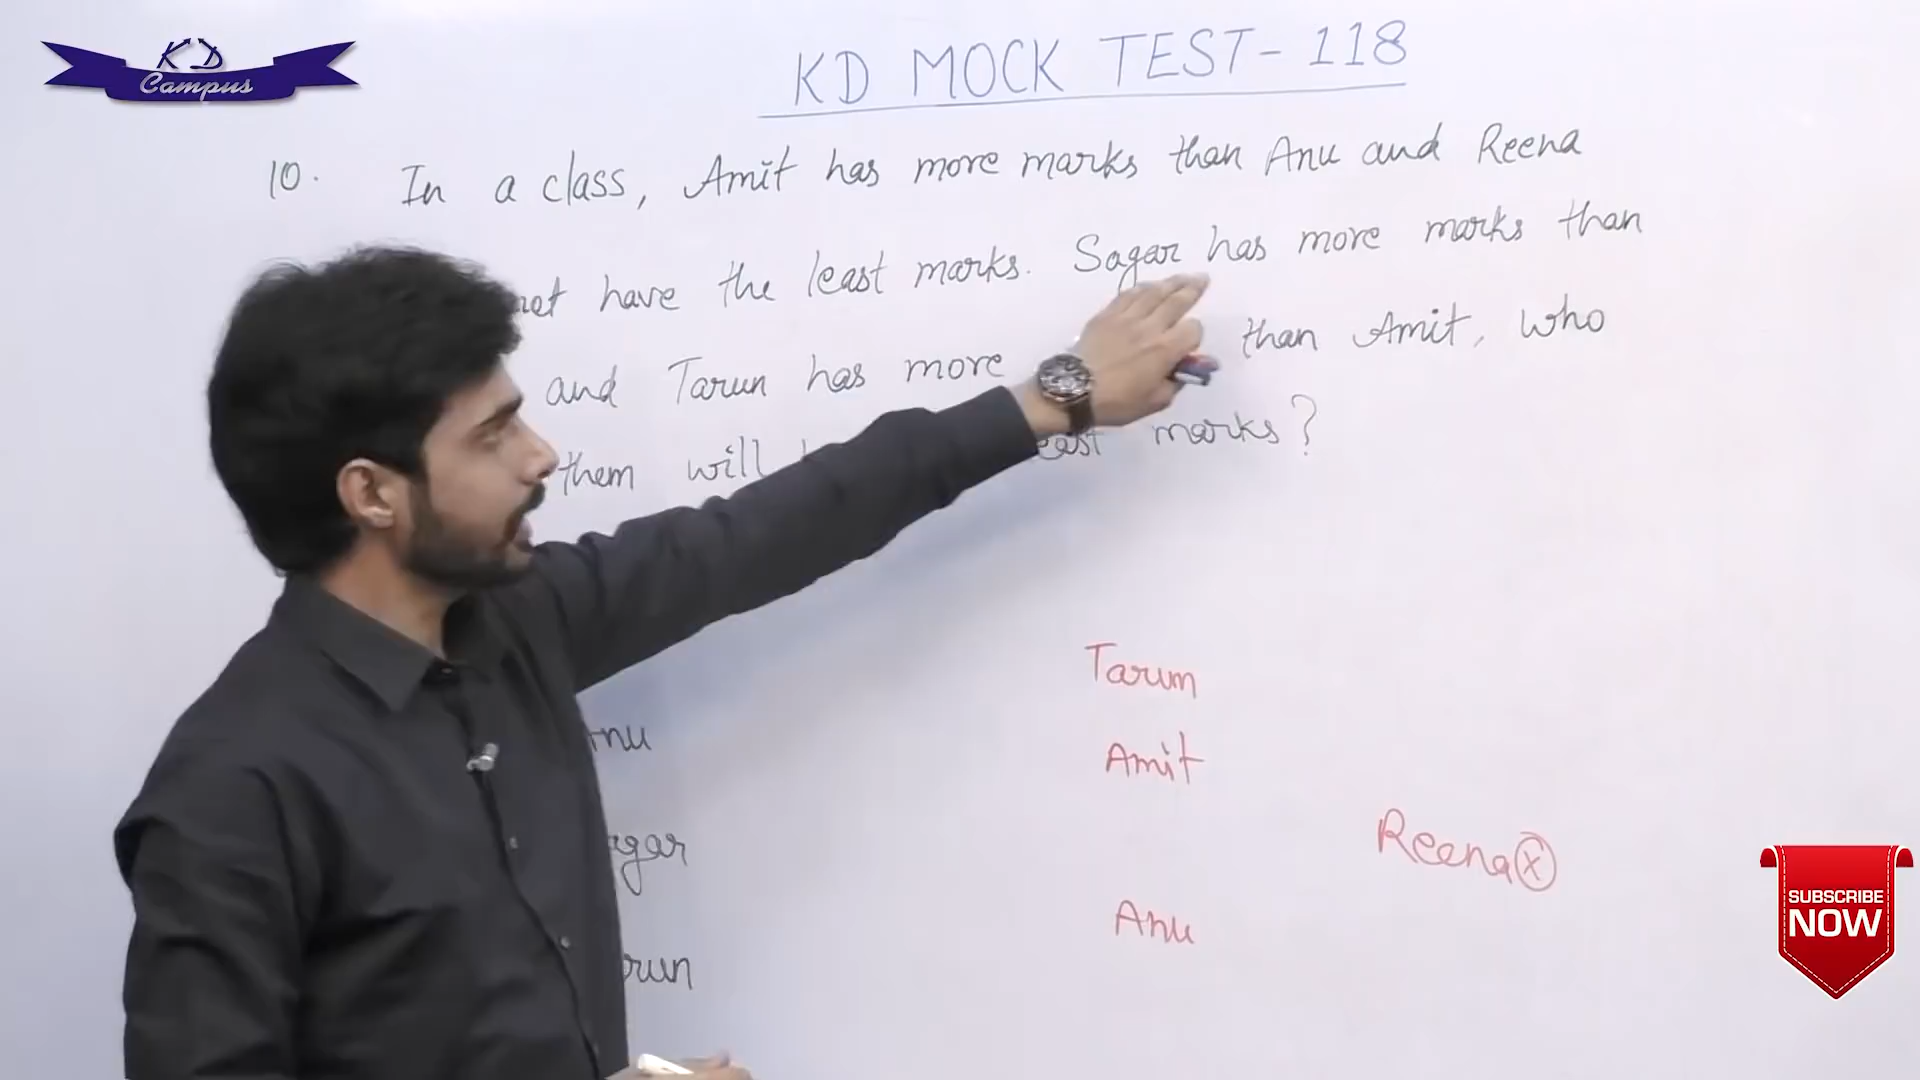 KD
Campus
KD MOCK TEST-118
10. In a class, Amit has more marks than Anu and Reena
have the least marks. Sagar has more marks than
and Tarun has more than Amit, who
them will marks?
Tarun
Amit
Reena X
Anu
SUBSCRIBE
NOW